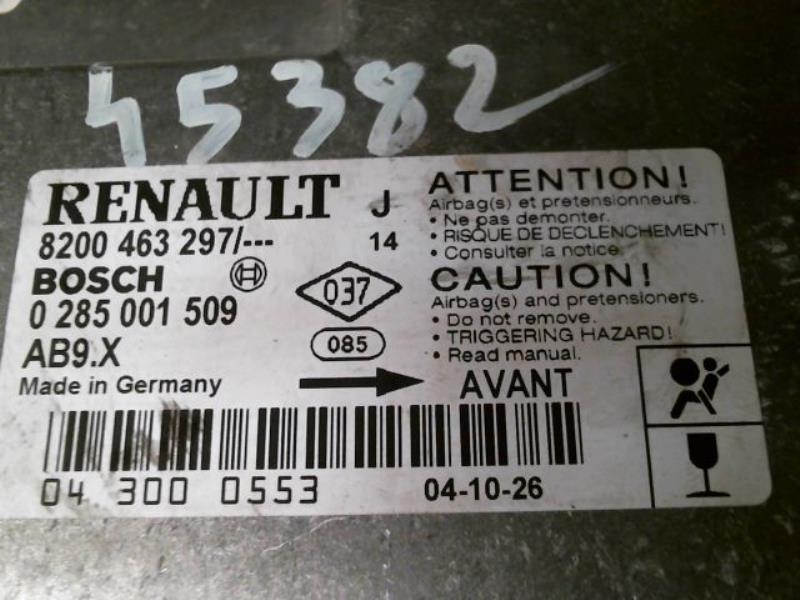 45382
RENAULT J
8200 463 297/--- 14
BOSCH
0 285 001 509
AB9.X
Made in Germany
037
085
ATTENTION!
Airbag(s) et pretensionneurs.
• Ne pas demonter.
• RISQUE DE DECLENCHEMENT!
• Consulter la notice.
CAUTION!
Airbag(s) and pretensioners.
• Do not remove.
• TRIGGERING HAZARD!
• Read manual.
AVANT
04 300 0553
04-10-26